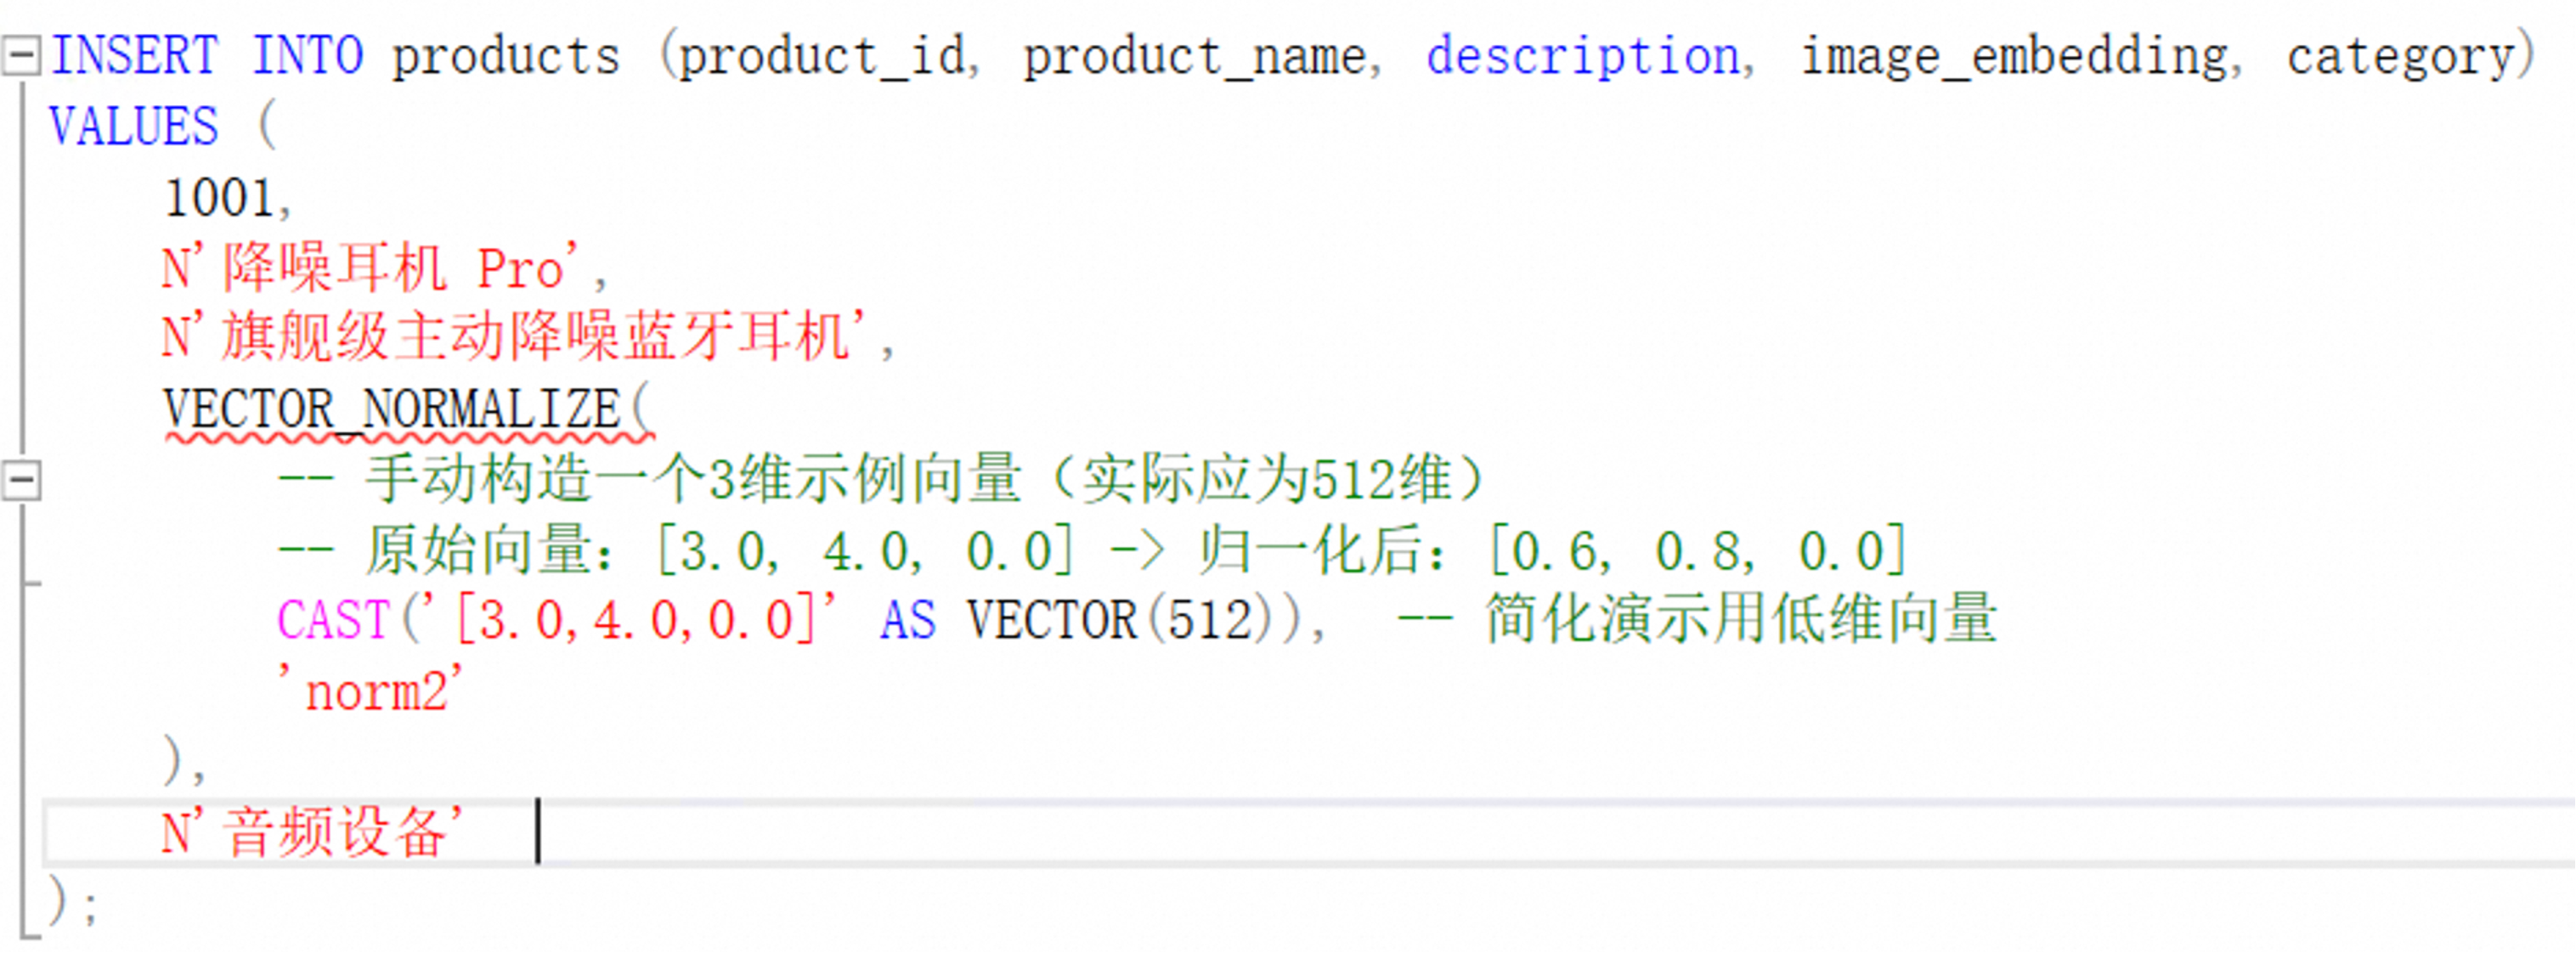 INSERT INTO products (product_id, product_name, description, image_embedding, category)
VALUES (
    1001,
    N'降噪耳机 Pro',
    N'旗舰级主动降噪蓝牙耳机',
    VECTOR_NORMALIZE(
        -- 手动构造一个3维示例向量（实际应为512维）
        -- 原始向量：[3.0, 4.0, 0.0] -> 归一化后：[0.6, 0.8, 0.0]
        CAST('[3.0,4.0,0.0]' AS VECTOR(512)),  -- 简化演示用低维向量
        'norm2'
    ),
    N'音频设备'
);